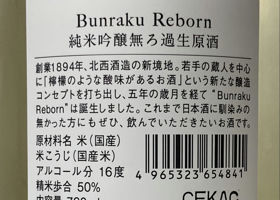 Bunraku Reborn
純米吟醸無ろ過生原酒
創業1894年、北西酒造の新境地。若手の蔵人を中心
に「檸檬のような酸味があるお酒」という新たな醸造
コンセプトを打ち出し、五年の歳月を経て "Bunraku
Reborn"は誕生しました。これまで日本酒に馴染みの
無かった方にもぜひ、飲んでいただきたいお酒です。
原材料名 米(国産)
米こうじ(国産米)
アルコール分 16度
精米歩合 50%
4965323654841